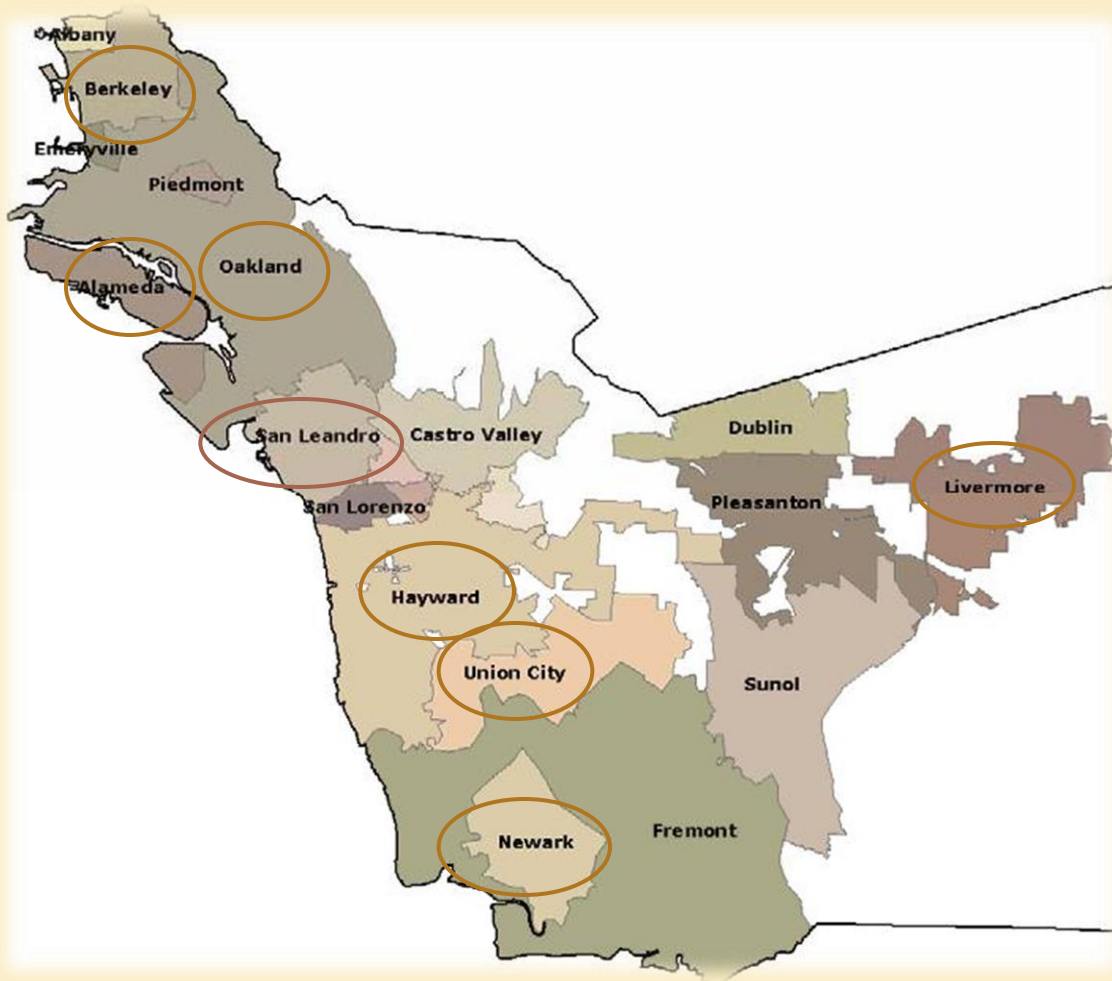 Albany
Berkeley
Emeryville
Piedmont
Oakland
Alameda
San Leandro
Castro Valley
Dublin
Livermore
Pleasanton
San Lorenzo
Hayward
Union City
Sunol
Fremont
Newark